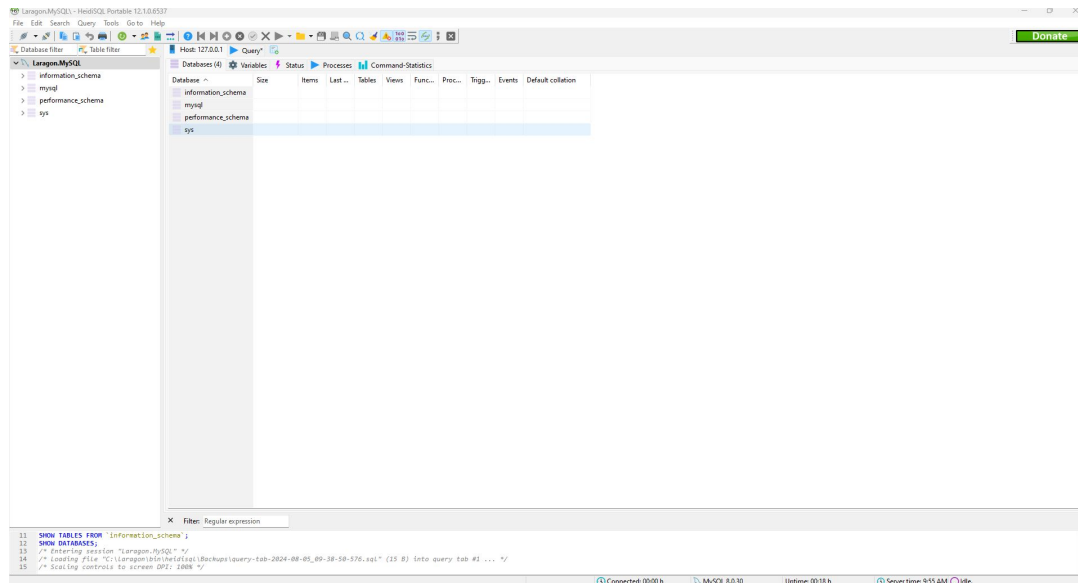 Laragon.MySQL\ - HeidiSQL Portable 12.1.0.6537
File Edit Search Query Tools Go to Help
Donate
Database filter Table filter Host: 127.0.0.1 Query*
Laragon.MySQL
information_schema
mysql
performance_schema
sys
Databases (4) Variables Status Processes Command-Statistics
Database Size Items Last ... Tables Views Func... Proc... Trigg... Events Default collation
information_schema
mysql
performance_schema
sys
Filter: Regular expression
11 SHOW TABLES FROM `information_schema`;
12 SHOW DATABASES;
13 /* Entering session "Laragon.MySQL" */
14 /* Loading file "C:\laragon\bin\heidisql\Backups\query-tab-2024-08-05_09-38-50-576.sql" (15 B) into query tab #1 ... */
15 /* Scaling controls to screen DPI: 100% */
Connected: 00:00 h MySQL 8.0.30 Uptime: 00:18 h Server time: 9:55 AM Idle.